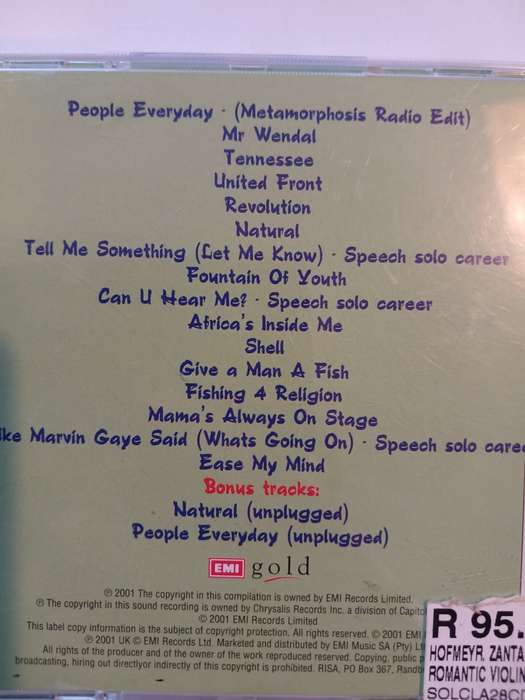 People Everyday - (Metamorphosis Radio Edit)
Mr Wendal
Tennessee
United Front
Revolution
Natural
Tell Me Something (Let Me Know) - Speech solo career
Fountain Of Youth
Can U Hear Me? - Speech solo career
Africa's Inside Me
Shell
Give a Man A Fish
Fishing 4 Religion
Mama's Always On Stage
ke Marvin Gaye Said (Whats Going On) - Speech solo caree
Ease My Mind
Bonus tracks:
Natural (unplugged)
People Everyday (unplugged)
EMI gold
℗ 2001 The copyright in this compilation is owned by EMI Records Limited.
℗ The copyright in this sound recording is owned by Chrysalis Records Inc. a division of Capito
© 2001 EMI Records Limited
This label copy information is the subject of copyright protection. All rights reserved. © 2001 EMI
℗ 2001 UK © EMI Records Ltd. Marketed and distributed by EMI Music SA (Pty) L
All rights of the producer and of the owner of the work reproduced reserved. Copying, public p
broadcasting, hiring out directlyor indirectly of this copyright is prohibited. RISA, PO Box 367, Randb
R 95.
HOFMEYR, ZANTA
ROMANTIC VIOLIN